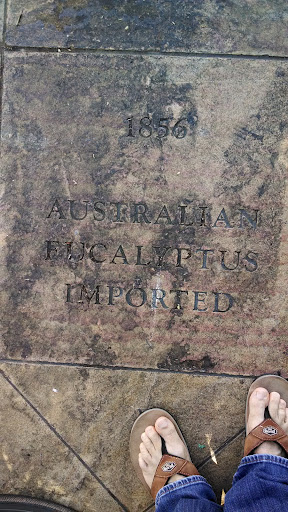 1856
AUSTRALIAN
EUCALYPTUS
IMPORTED